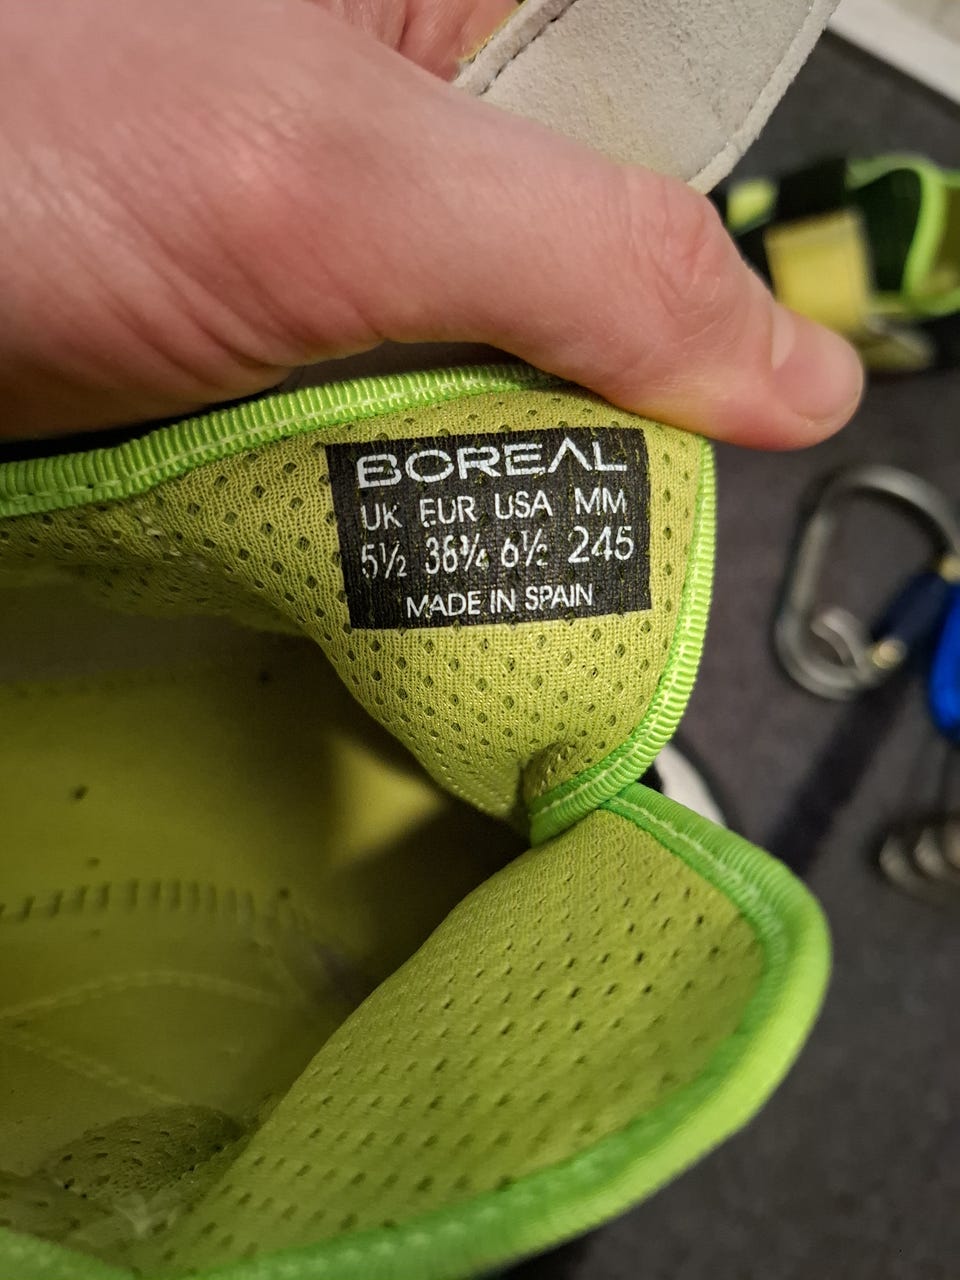 BOREAL
UK EUR USA MM
5½ 38¾ 6½ 245
MADE IN SPAIN